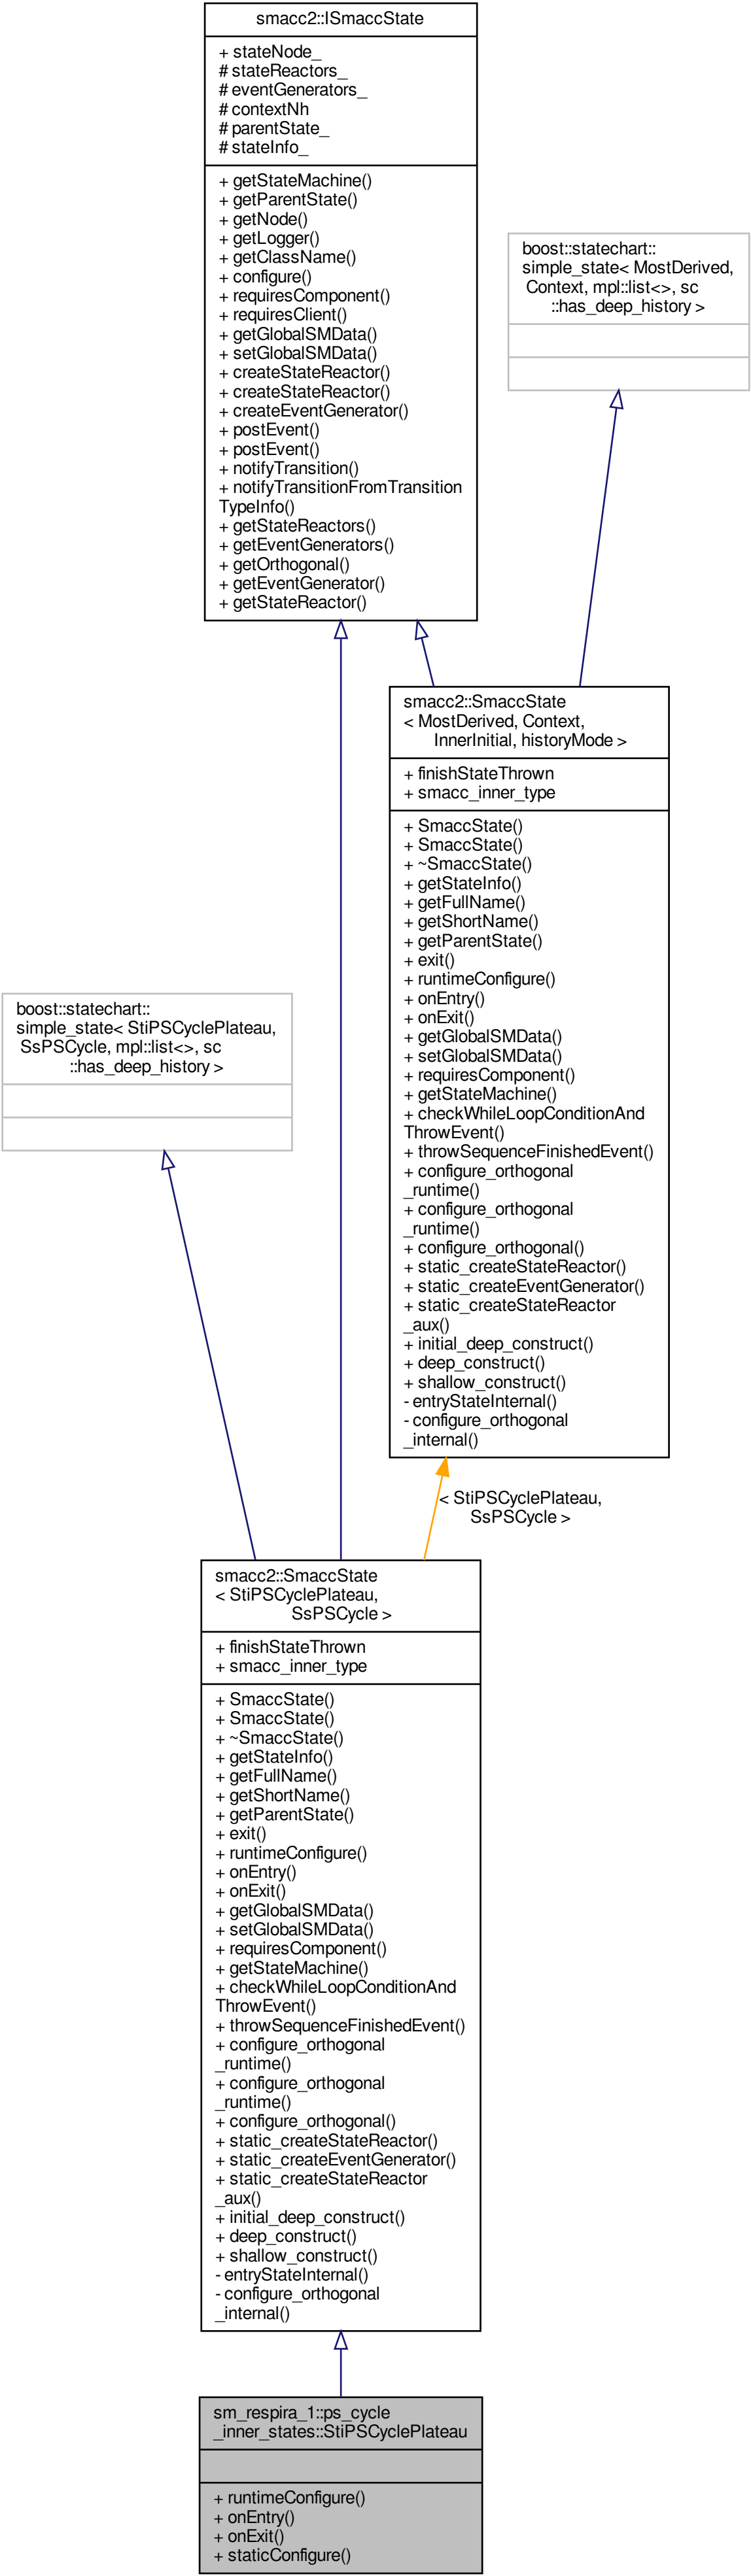 smacc2::ISmaccState
+ stateNode_
# stateReactors_
# eventGenerators_
# contextNh
# parentState_
# stateInfo_
+ getStateMachine()
+ getParentState()
+ getNode()
+ getLogger()
+ getClassName()
+ configure()
+ requiresComponent()
+ requiresClient()
+ getGlobalSMData()
+ setGlobalSMData()
+ createStateReactor()
+ createStateReactor()
+ createEventGenerator()
+ postEvent()
+ postEvent()
+ notifyTransition()
+ notifyTransitionFromTransition
TypeInfo()
+ getStateReactors()
+ getEventGenerators()
+ getOrthogonal()
+ getEventGenerator()
+ getStateReactor()
boost::statechart::
simple_state< MostDerived,
Context, mpl::list<>, sc
::has_deep_history >
smacc2::SmaccState
< MostDerived, Context,
InnerInitial, historyMode >
+ finishStateThrown
+ smacc_inner_type
+ SmaccState()
+ SmaccState()
+ ~SmaccState()
+ getStateInfo()
+ getFullName()
+ getShortName()
+ getParentState()
+ exit()
+ runtimeConfigure()
+ onEntry()
+ onExit()
+ getGlobalSMData()
+ setGlobalSMData()
+ requiresComponent()
+ getStateMachine()
+ checkWhileLoopConditionAnd
ThrowEvent()
+ throwSequenceFinishedEvent()
+ configure_orthogonal
_runtime()
+ configure_orthogonal
_runtime()
+ configure_orthogonal()
+ static_createStateReactor()
+ static_createEventGenerator()
+ static_createStateReactor
_aux()
+ initial_deep_construct()
+ deep_construct()
+ shallow_construct()
- entryStateInternal()
- configure_orthogonal
_internal()
boost::statechart::
simple_state< StiPSCyclePlateau,
SsPSCycle, mpl::list<>, sc
::has_deep_history >
< StiPSCyclePlateau,
SsPSCycle >
smacc2::SmaccState
< StiPSCyclePlateau,
SsPSCycle >
+ finishStateThrown
+ smacc_inner_type
+ SmaccState()
+ SmaccState()
+ ~SmaccState()
+ getStateInfo()
+ getFullName()
+ getShortName()
+ getParentState()
+ exit()
+ runtimeConfigure()
+ onEntry()
+ onExit()
+ getGlobalSMData()
+ setGlobalSMData()
+ requiresComponent()
+ getStateMachine()
+ checkWhileLoopConditionAnd
ThrowEvent()
+ throwSequenceFinishedEvent()
+ configure_orthogonal
_runtime()
+ configure_orthogonal
_runtime()
+ configure_orthogonal()
+ static_createStateReactor()
+ static_createEventGenerator()
+ static_createStateReactor
_aux()
+ initial_deep_construct()
+ deep_construct()
+ shallow_construct()
- entryStateInternal()
- configure_orthogonal
_internal()
sm_respira_1::ps_cycle
_inner_states::StiPSCyclePlateau
+ runtimeConfigure()
+ onEntry()
+ onExit()
+ staticConfigure()